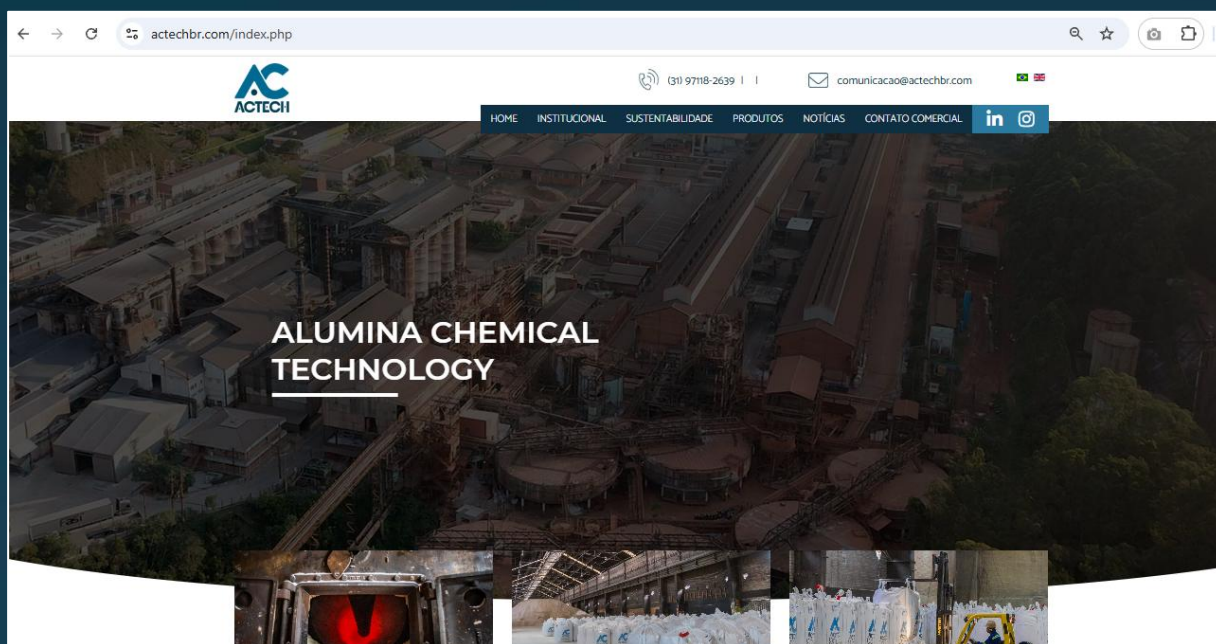 actechbr.com/index.php
AC
ACTECH
(31) 97118-2639 | |
comunicacao@actechbr.com
HOME INSTITUCIONAL SUSTENTABILIDADE PRODUTOS NOTÍCIAS CONTATO COMERCIAL in
ALUMINA CHEMICAL
TECHNOLOGY